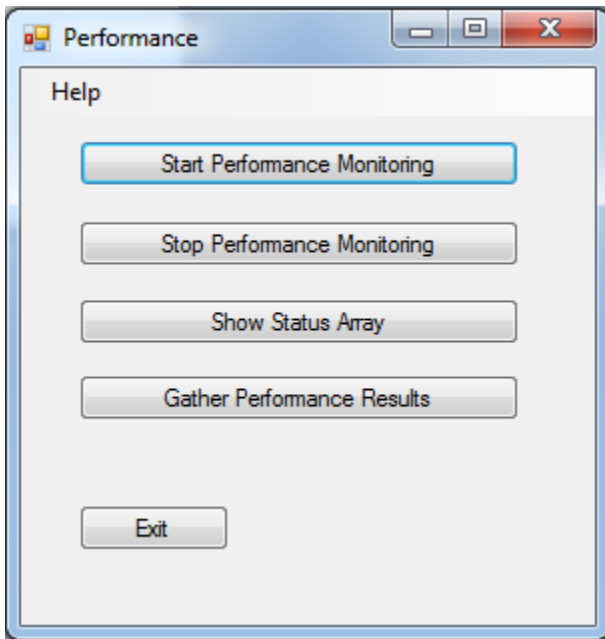 Performance
Help
Start Performance Monitoring
Stop Performance Monitoring
Show Status Array
Gather Performance Results
Exit